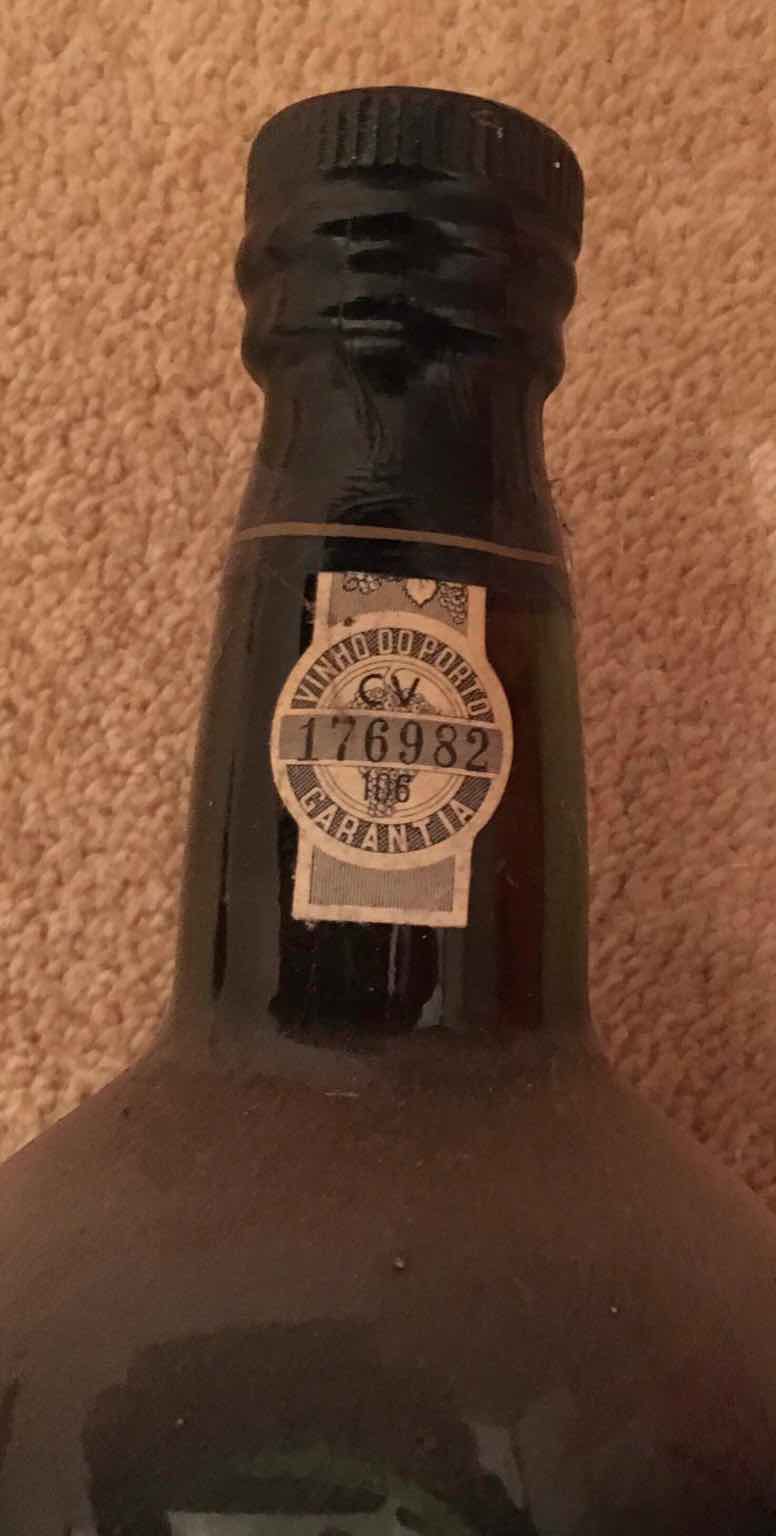 VINHO DO PORTO
CV
176982
106
GARANTIA